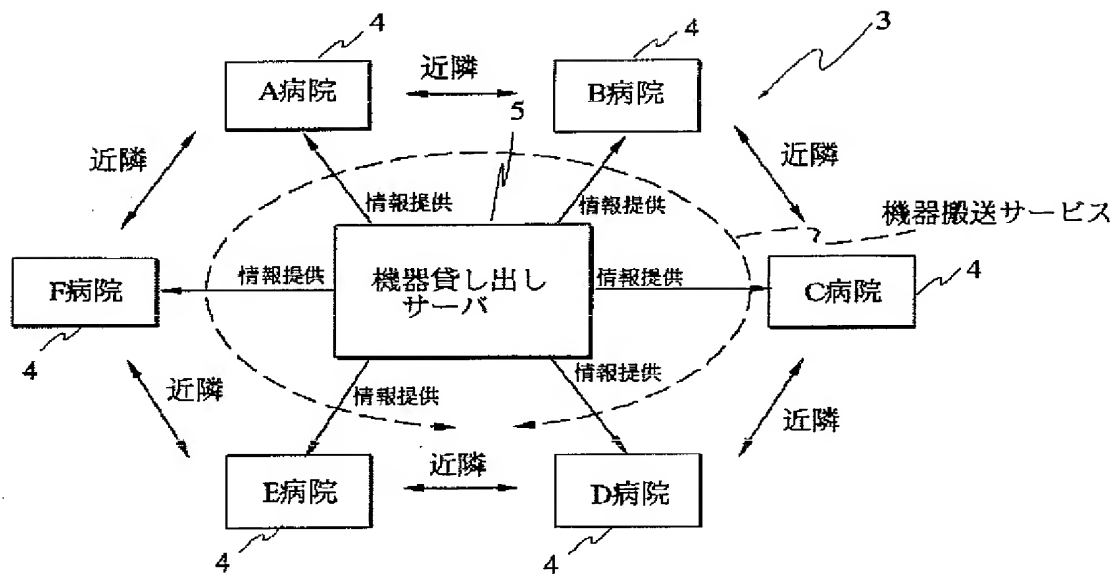 4
4
3
近隣
A病院
B病院
5
近隣
近隣
情報提供
情報提供
機器搬送サービス
4
情報提供
機器貸し出し
サーバ
情報提供
F病院
C病院
4
情報提供
情報提供
近隣
近隣
近隣
E病院
D病院
4
4